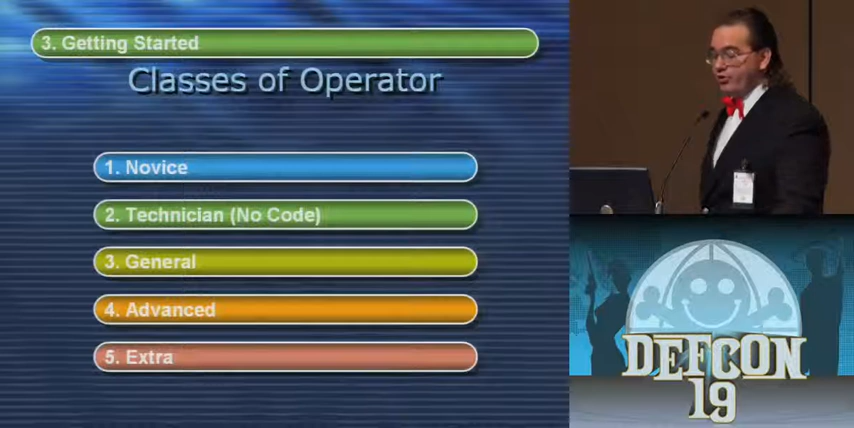 3. Getting Started
Classes of Operator
1. Novice
2. Technician (No Code)
3. General
4. Advanced
5. Extra
DEFCON
19